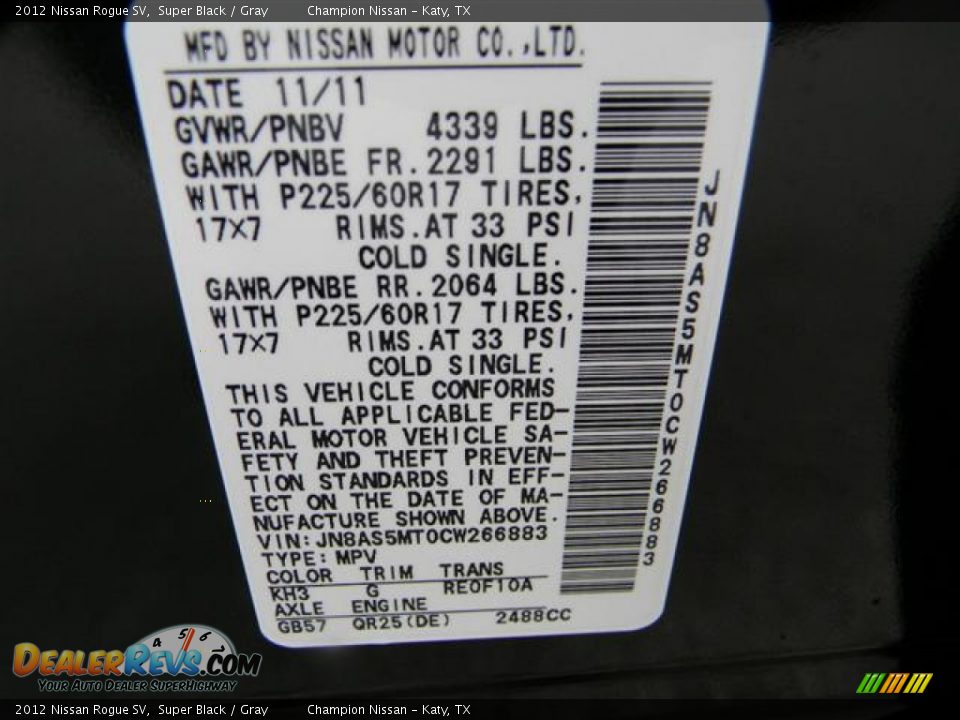 2012 Nissan Rogue SV, Super Black / Gray Champion Nissan - Katy, TX
MFD BY NISSAN MOTOR CO.,LTD.
DATE 11/11
GVWR/PNBV 4339 LBS.
GAWR/PNBE FR.2291 LBS.
WITH P225/60R17 TIRES,
17X7 RIMS.AT 33 PSI
COLD SINGLE.
GAWR/PNBE RR.2064 LBS.
WITH P225/60R17 TIRES,
17X7 RIMS.AT 33 PSI
COLD SINGLE.
THIS VEHICLE CONFORMS
TO ALL APPLICABLE FED-
ERAL MOTOR VEHICLE SA-
FETY AND THEFT PREVEN-
TION STANDARDS IN EFF-
ECT ON THE DATE OF MA-
NUFACTURE SHOWN ABOVE.
VIN:JN8AS5MT0CW266883
TYPE:MPV
COLOR TRIM TRANS
KH3 G RE0F10A
AXLE ENGINE
GB57 QR25(DE) 2488CC
JN8AS5MT0CW266883
4 5 6
DEALERREVS.COM
YOUR AUTO DEALER SUPERHIGHWAY
2012 Nissan Rogue SV, Super Black / Gray Champion Nissan - Katy, TX